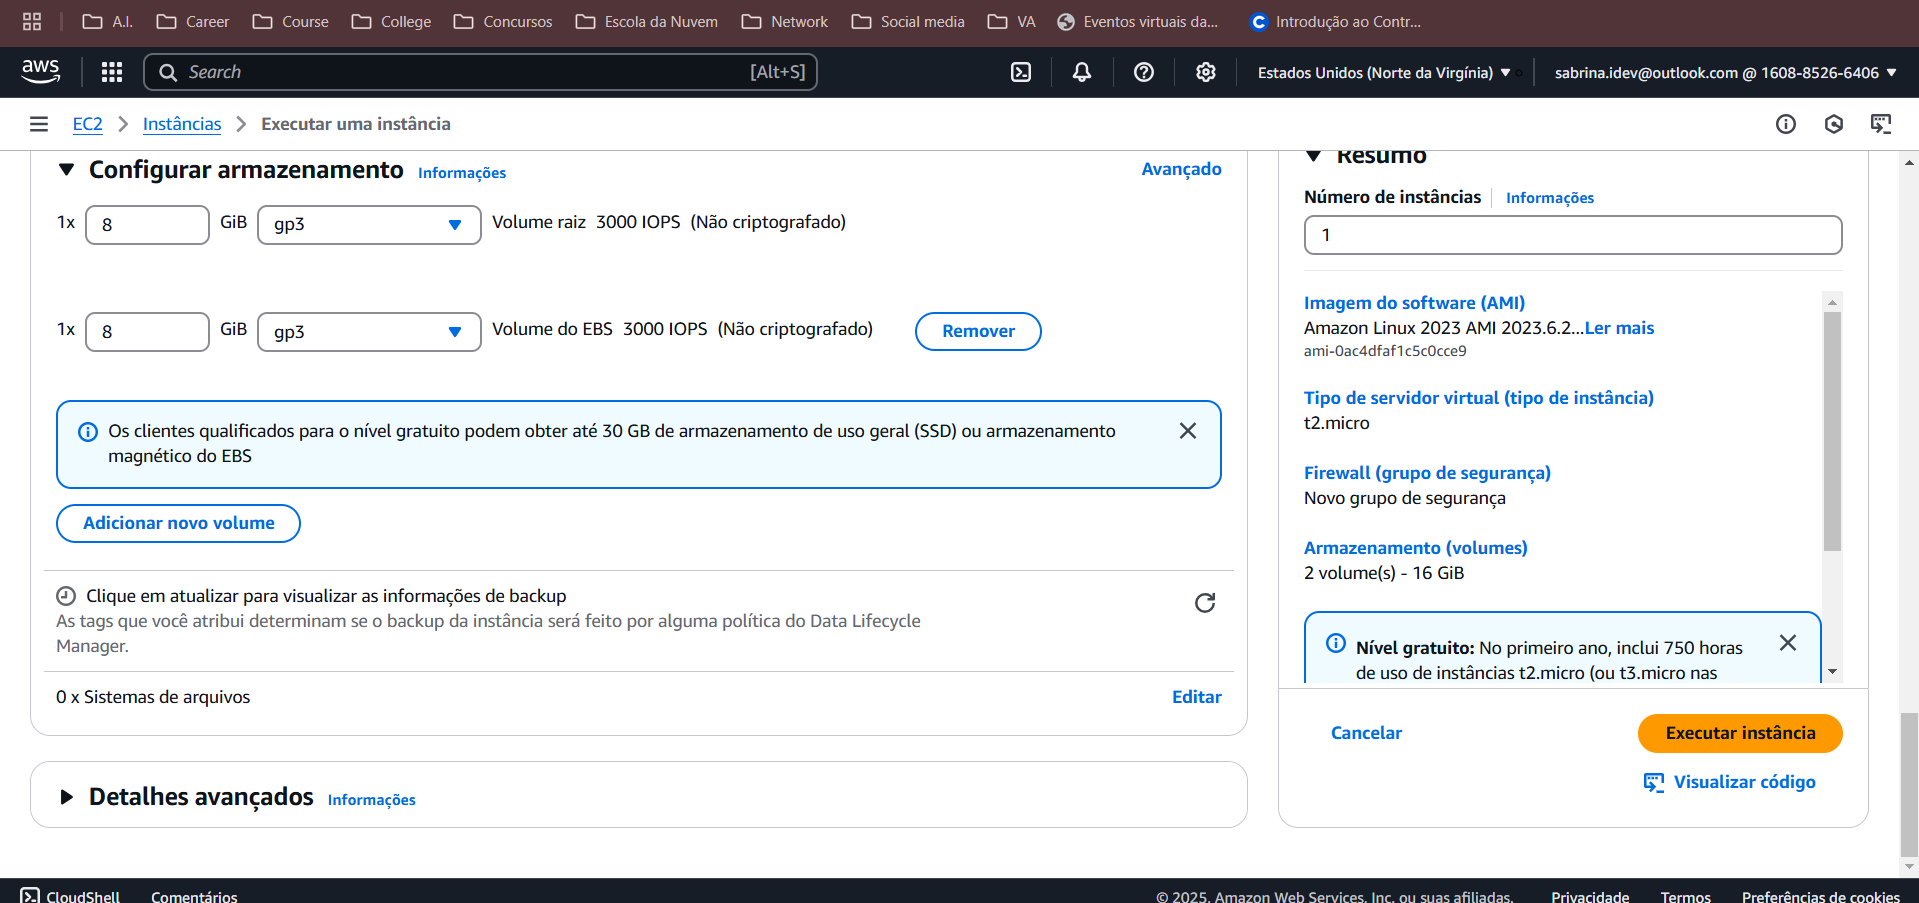 A.I.
Career
Course
College
Concursos
Escola da Nuvem
Network
Social media
VA
Eventos virtuais da...
Introdução ao Contr...
aws
Search
[Alt+S]
Estados Unidos (Norte da Virgínia)
sabrina.idev@outlook.com @ 1608-8526-6406
EC2
Instâncias
Executar uma instância
Configurar armazenamento Informações
Avançado
1x 8 GiB gp3 Volume raiz 3000 IOPS (Não criptografado)
1x 8 GiB gp3 Volume do EBS 3000 IOPS (Não criptografado) Remover
Os clientes qualificados para o nível gratuito podem obter até 30 GB de armazenamento de uso geral (SSD) ou armazenamento
magnético do EBS
Adicionar novo volume
Clique em atualizar para visualizar as informações de backup
As tags que você atribui determinam se o backup da instância será feito por alguma política do Data Lifecycle
Manager.
0 x Sistemas de arquivos
Editar
Detalhes avançados Informações
Resumo
Número de instâncias Informações
1
Imagem do software (AMI)
Amazon Linux 2023 AMI 2023.6.2...Ler mais
ami-0ac4dfaf1c5c0cce9
Tipo de servidor virtual (tipo de instância)
t2.micro
Firewall (grupo de segurança)
Novo grupo de segurança
Armazenamento (volumes)
2 volume(s) - 16 GiB
Nível gratuito: No primeiro ano, inclui 750 horas
de uso de instâncias t2.micro (ou t3.micro nas
Cancelar
Executar instância
Visualizar código
CloudShell
Comentários
© 2025, Amazon Web Services, Inc. ou suas afiliadas.
Privacidade
Termos
Preferências de cookies